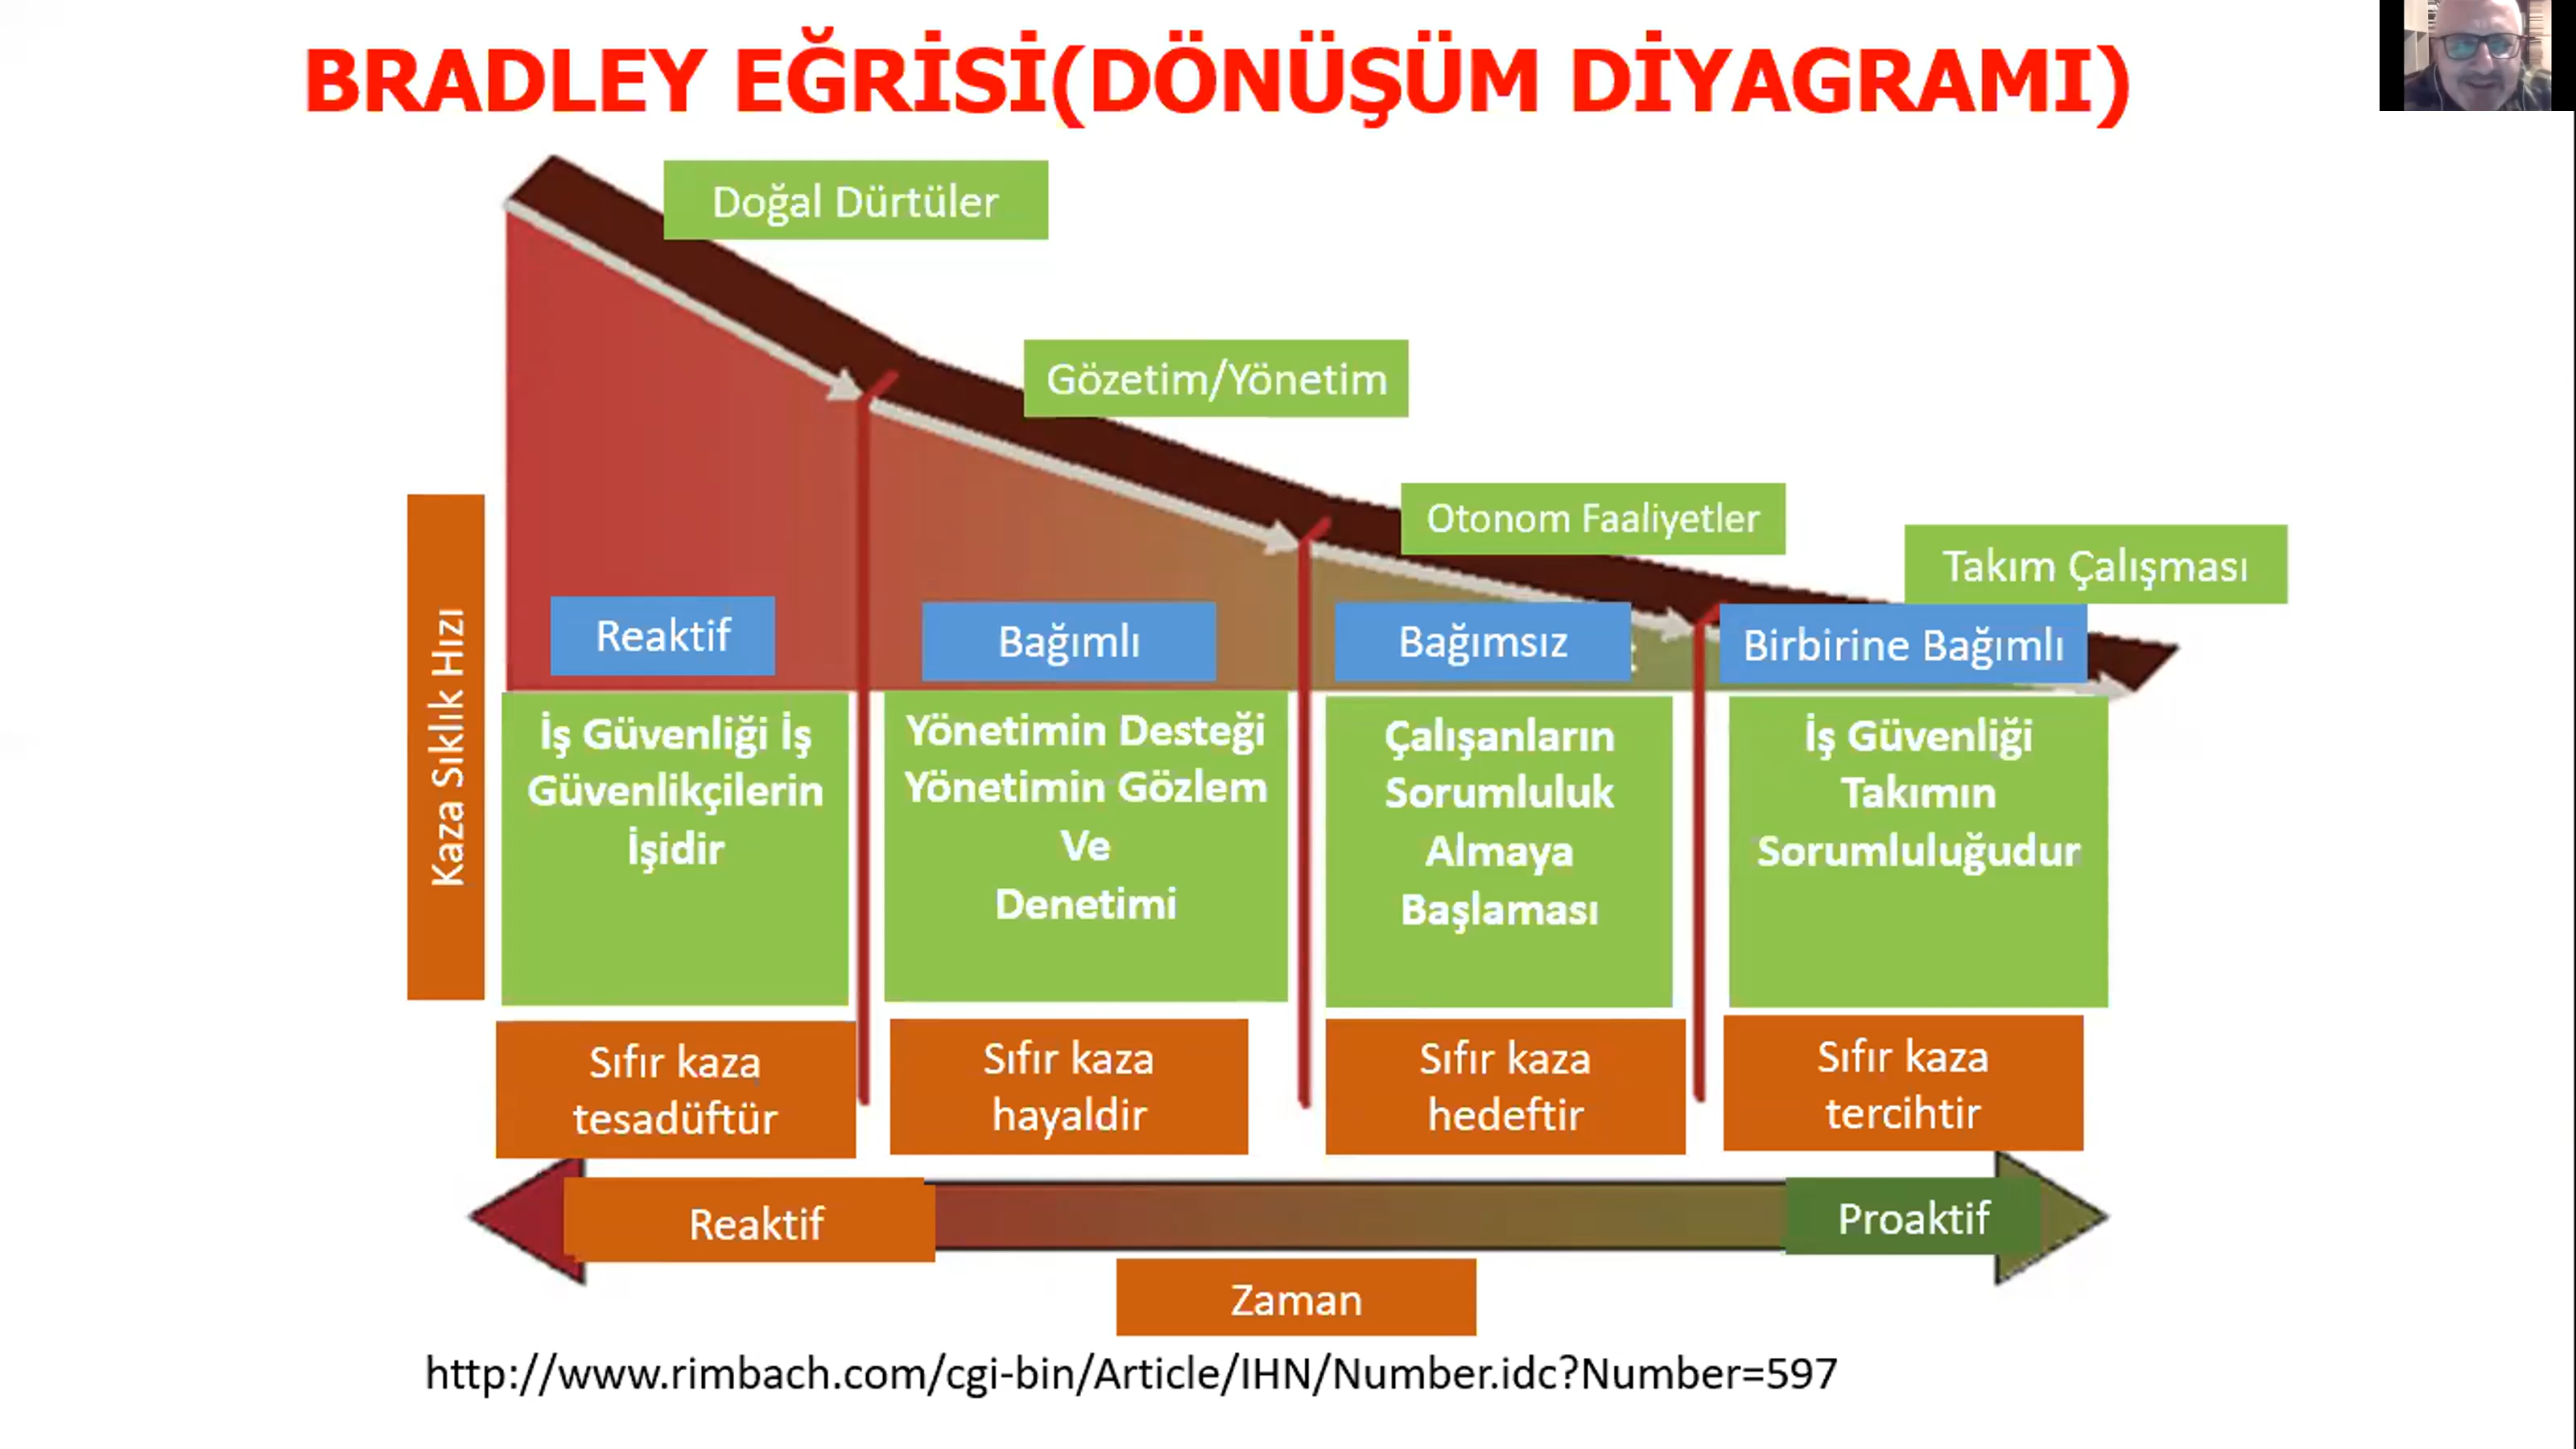 BRADLEY EĞRİSİ(DÖNÜŞÜM DİYAGRAMI)
Doğal Dürtüler
Gözetim/Yönetim
Otonom Faaliyetler
Takım Çalışması
Kaza Sıklık Hızı
Reaktif
Bağımlı
Bağımsız
Birbirine Bağımlı
İş Güvenliği İş
Güvenlikçilerin
İşidir
Yönetimin Desteği
Yönetimin Gözlem
Ve
Denetimi
Çalışanların
Sorumluluk
Almaya
Başlaması
İş Güvenliği
Takımın
Sorumluluğudur
Sıfır kaza
tesadüftür
Sıfır kaza
hayaldir
Sıfır kaza
hedeftir
Sıfır kaza
tercihtir
Reaktif
Proaktif
Zaman
http://www.rimbach.com/cgi-bin/Article/IHN/Number.idc?Number=597